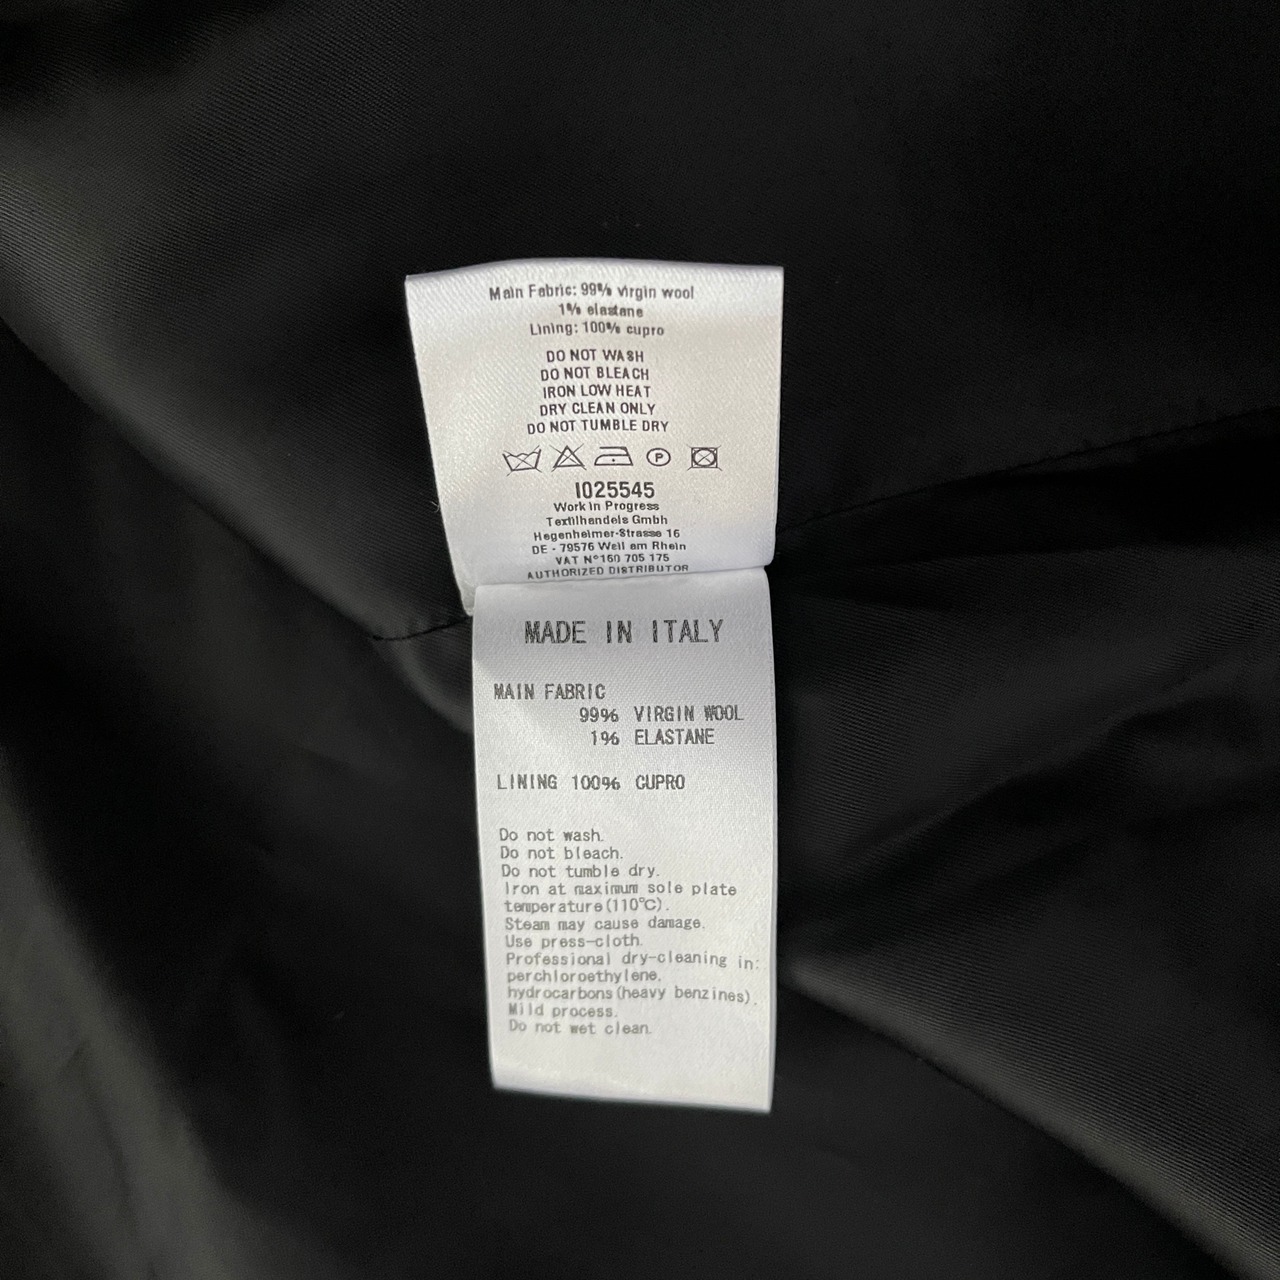 Main Fabric: 99% virgin wool
1% elastane
Lining: 100% cupro
DO NOT WASH
DO NOT BLEACH
IRON LOW HEAT
DRY CLEAN ONLY
DO NOT TUMBLE DRY
P
I025545
Work in Progress
Textilhandels Gmbh
Hegenheimer-Strasse 16
DE - 79576 Weil am Rhein
VAT N°160 705 175
AUTHORIZED DISTRIBUTOR
MADE IN ITALY
MAIN FABRIC
99% VIRGIN WOOL
1% ELASTANE
LINING 100% CUPRO
Do not wash.
Do not bleach.
Do not tumble dry.
Iron at maximum sole plate
temperature(110℃).
Steam may cause damage.
Use press-cloth.
Professional dry-cleaning in:
perchloroethylene,
hydrocarbons(heavy benzines).
Mild process.
Do not wet clean.